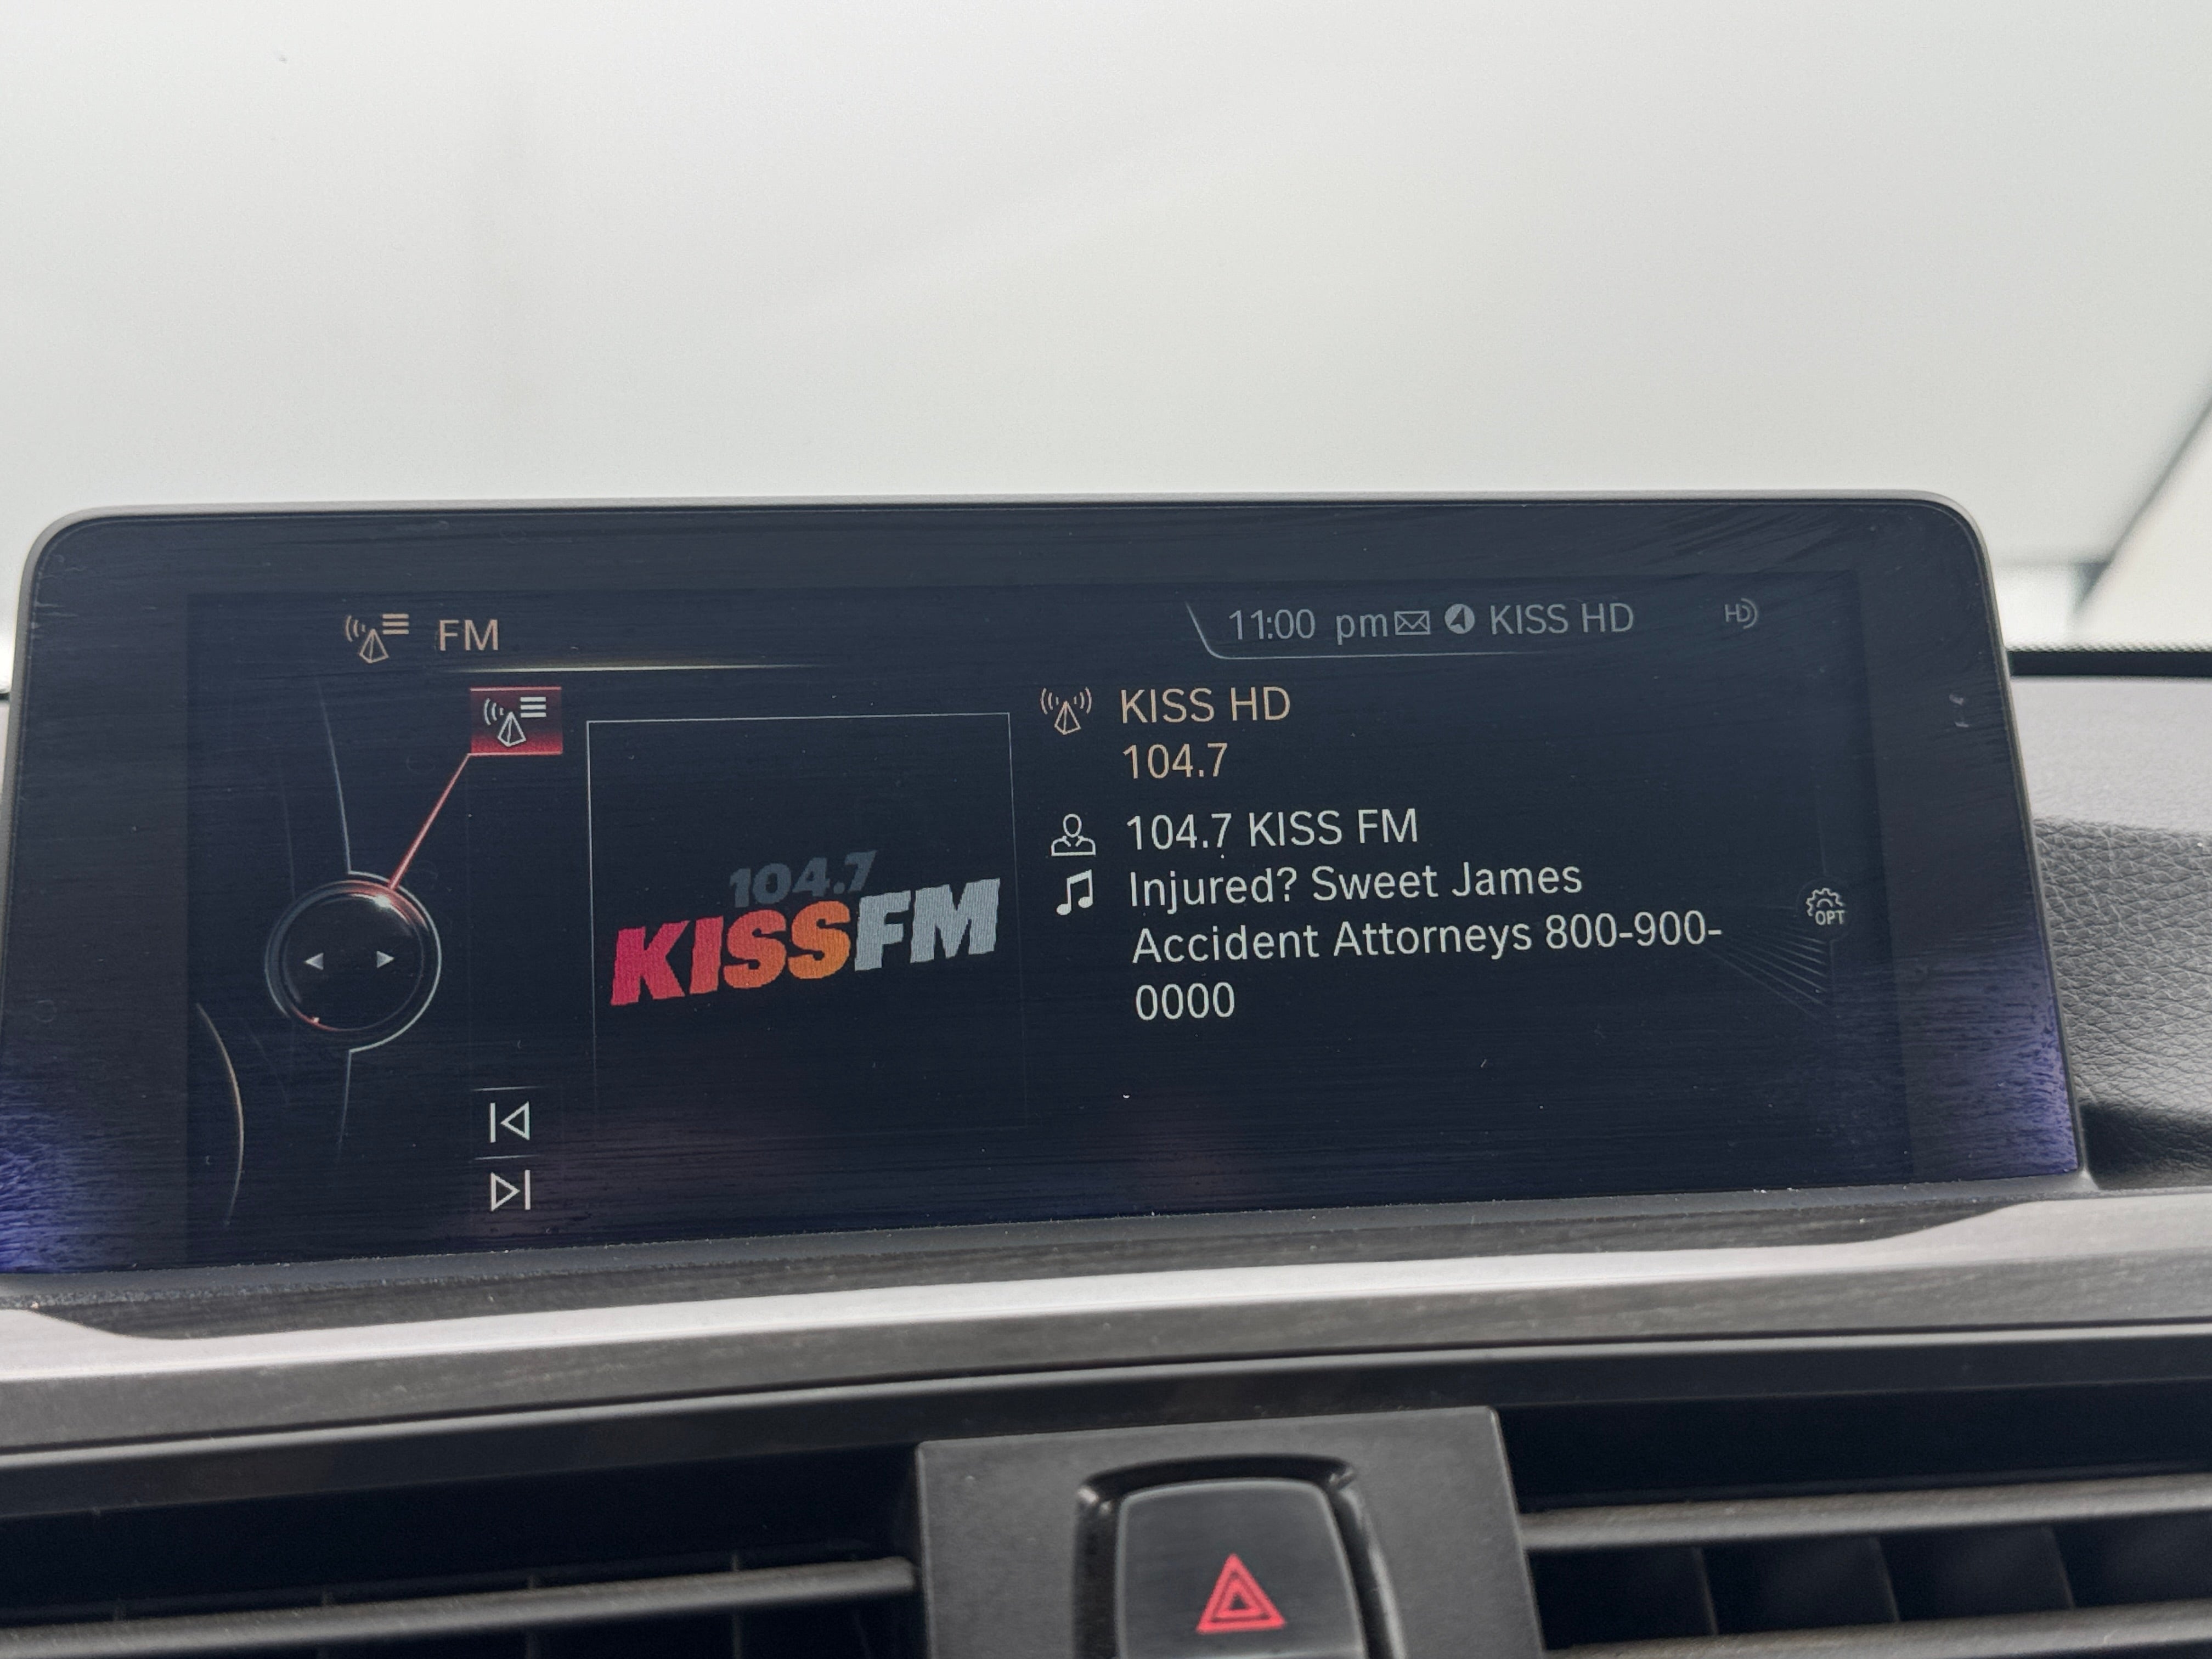 FM
11:00 pm KISS HD HD
KISS HD
104.7
104.7
KISSFM
104.7 KISS FM
Injured? Sweet James
Accident Attorneys 800-900-
0000
OPT